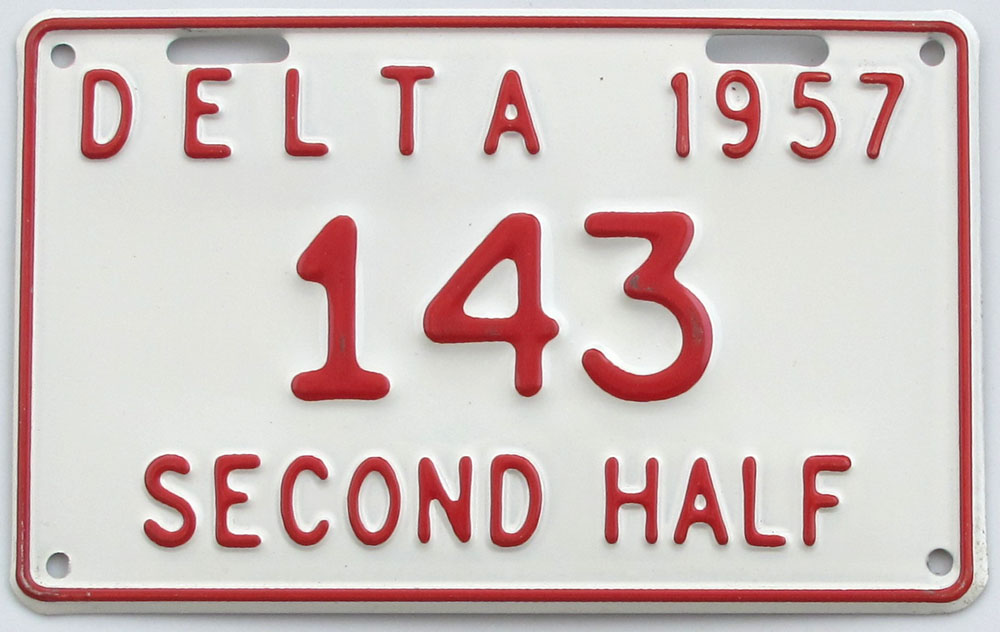 DELTA 1957
143
SECOND HALF